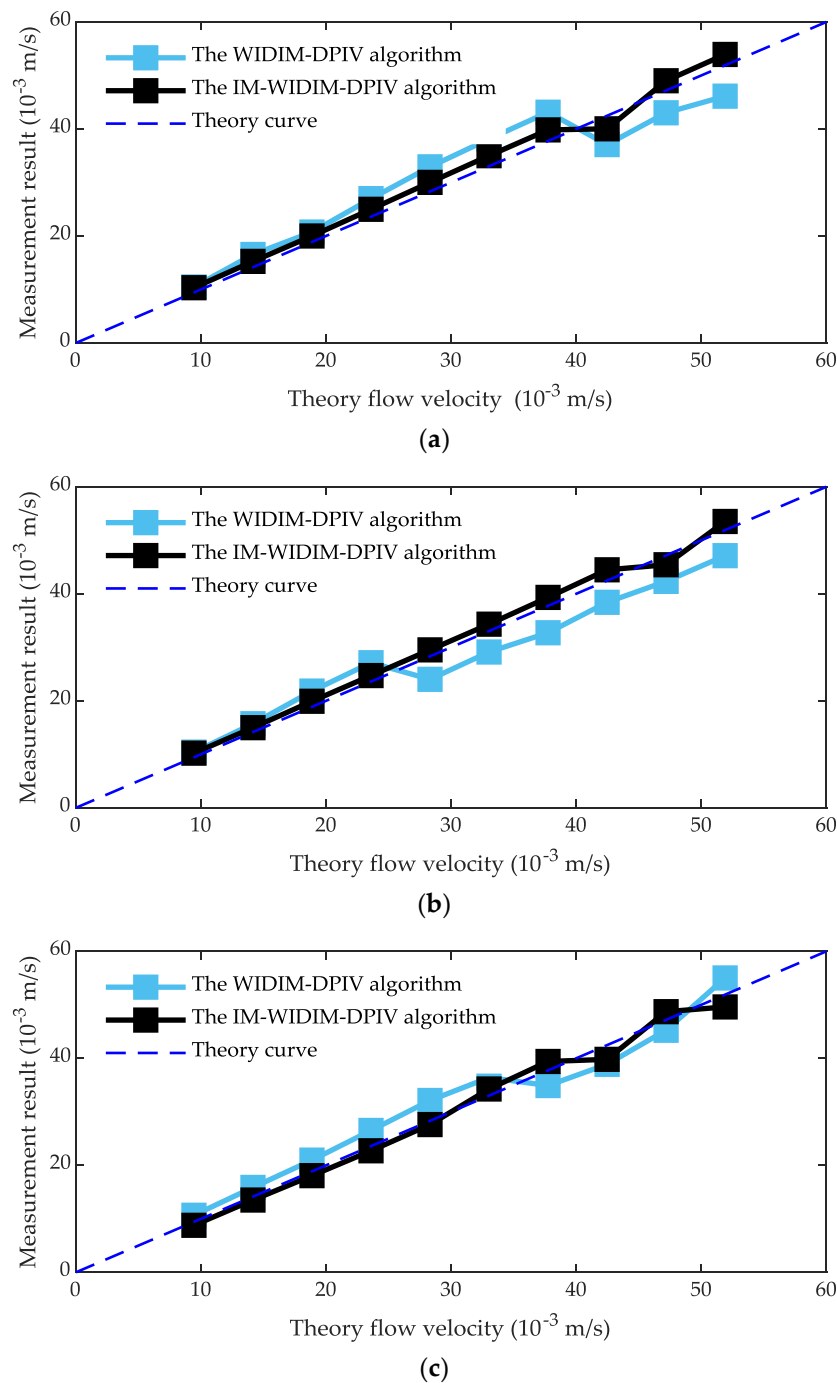 60
The WIDIM-DPIV algorithm
The IM-WIDIM-DPIV algorithm
Theory curve
40
20
0
Measurement result (10⁻³ m/s)
0 10 20 30 40 50 60
Theory flow velocity (10⁻³ m/s)
(a)
60
The WIDIM-DPIV algorithm
The IM-WIDIM-DPIV algorithm
Theory curve
40
20
0
Measurement result (10⁻³ m/s)
0 10 20 30 40 50 60
Theory flow velocity (10⁻³ m/s)
(b)
60
The WIDIM-DPIV algorithm
The IM-WIDIM-DPIV algorithm
Theory curve
40
20
0
Measurement result (10⁻³ m/s)
0 10 20 30 40 50 60
Theory flow velocity (10⁻³ m/s)
(c)